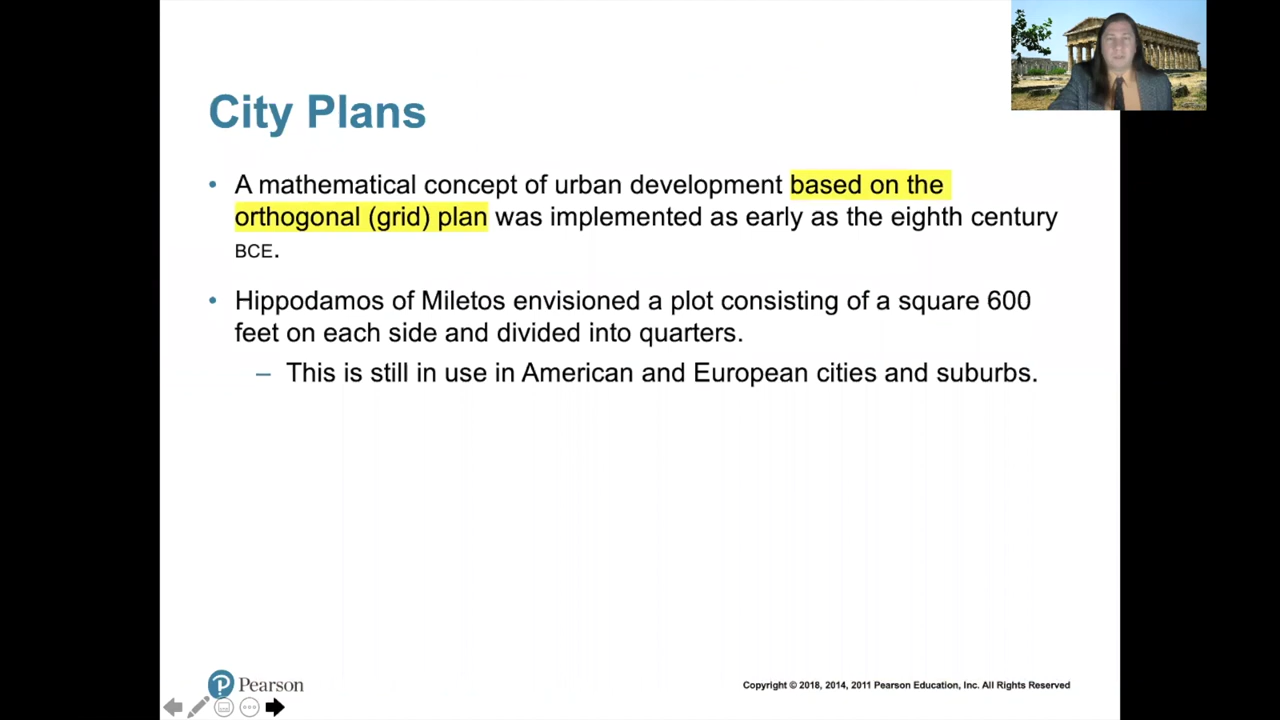 City Plans
• A mathematical concept of urban development based on the
orthogonal (grid) plan was implemented as early as the eighth century
BCE.
• Hippodamos of Miletos envisioned a plot consisting of a square 600
feet on each side and divided into quarters.
– This is still in use in American and European cities and suburbs.
P Pearson
Copyright © 2018, 2014, 2011 Pearson Education, Inc. All Rights Reserved